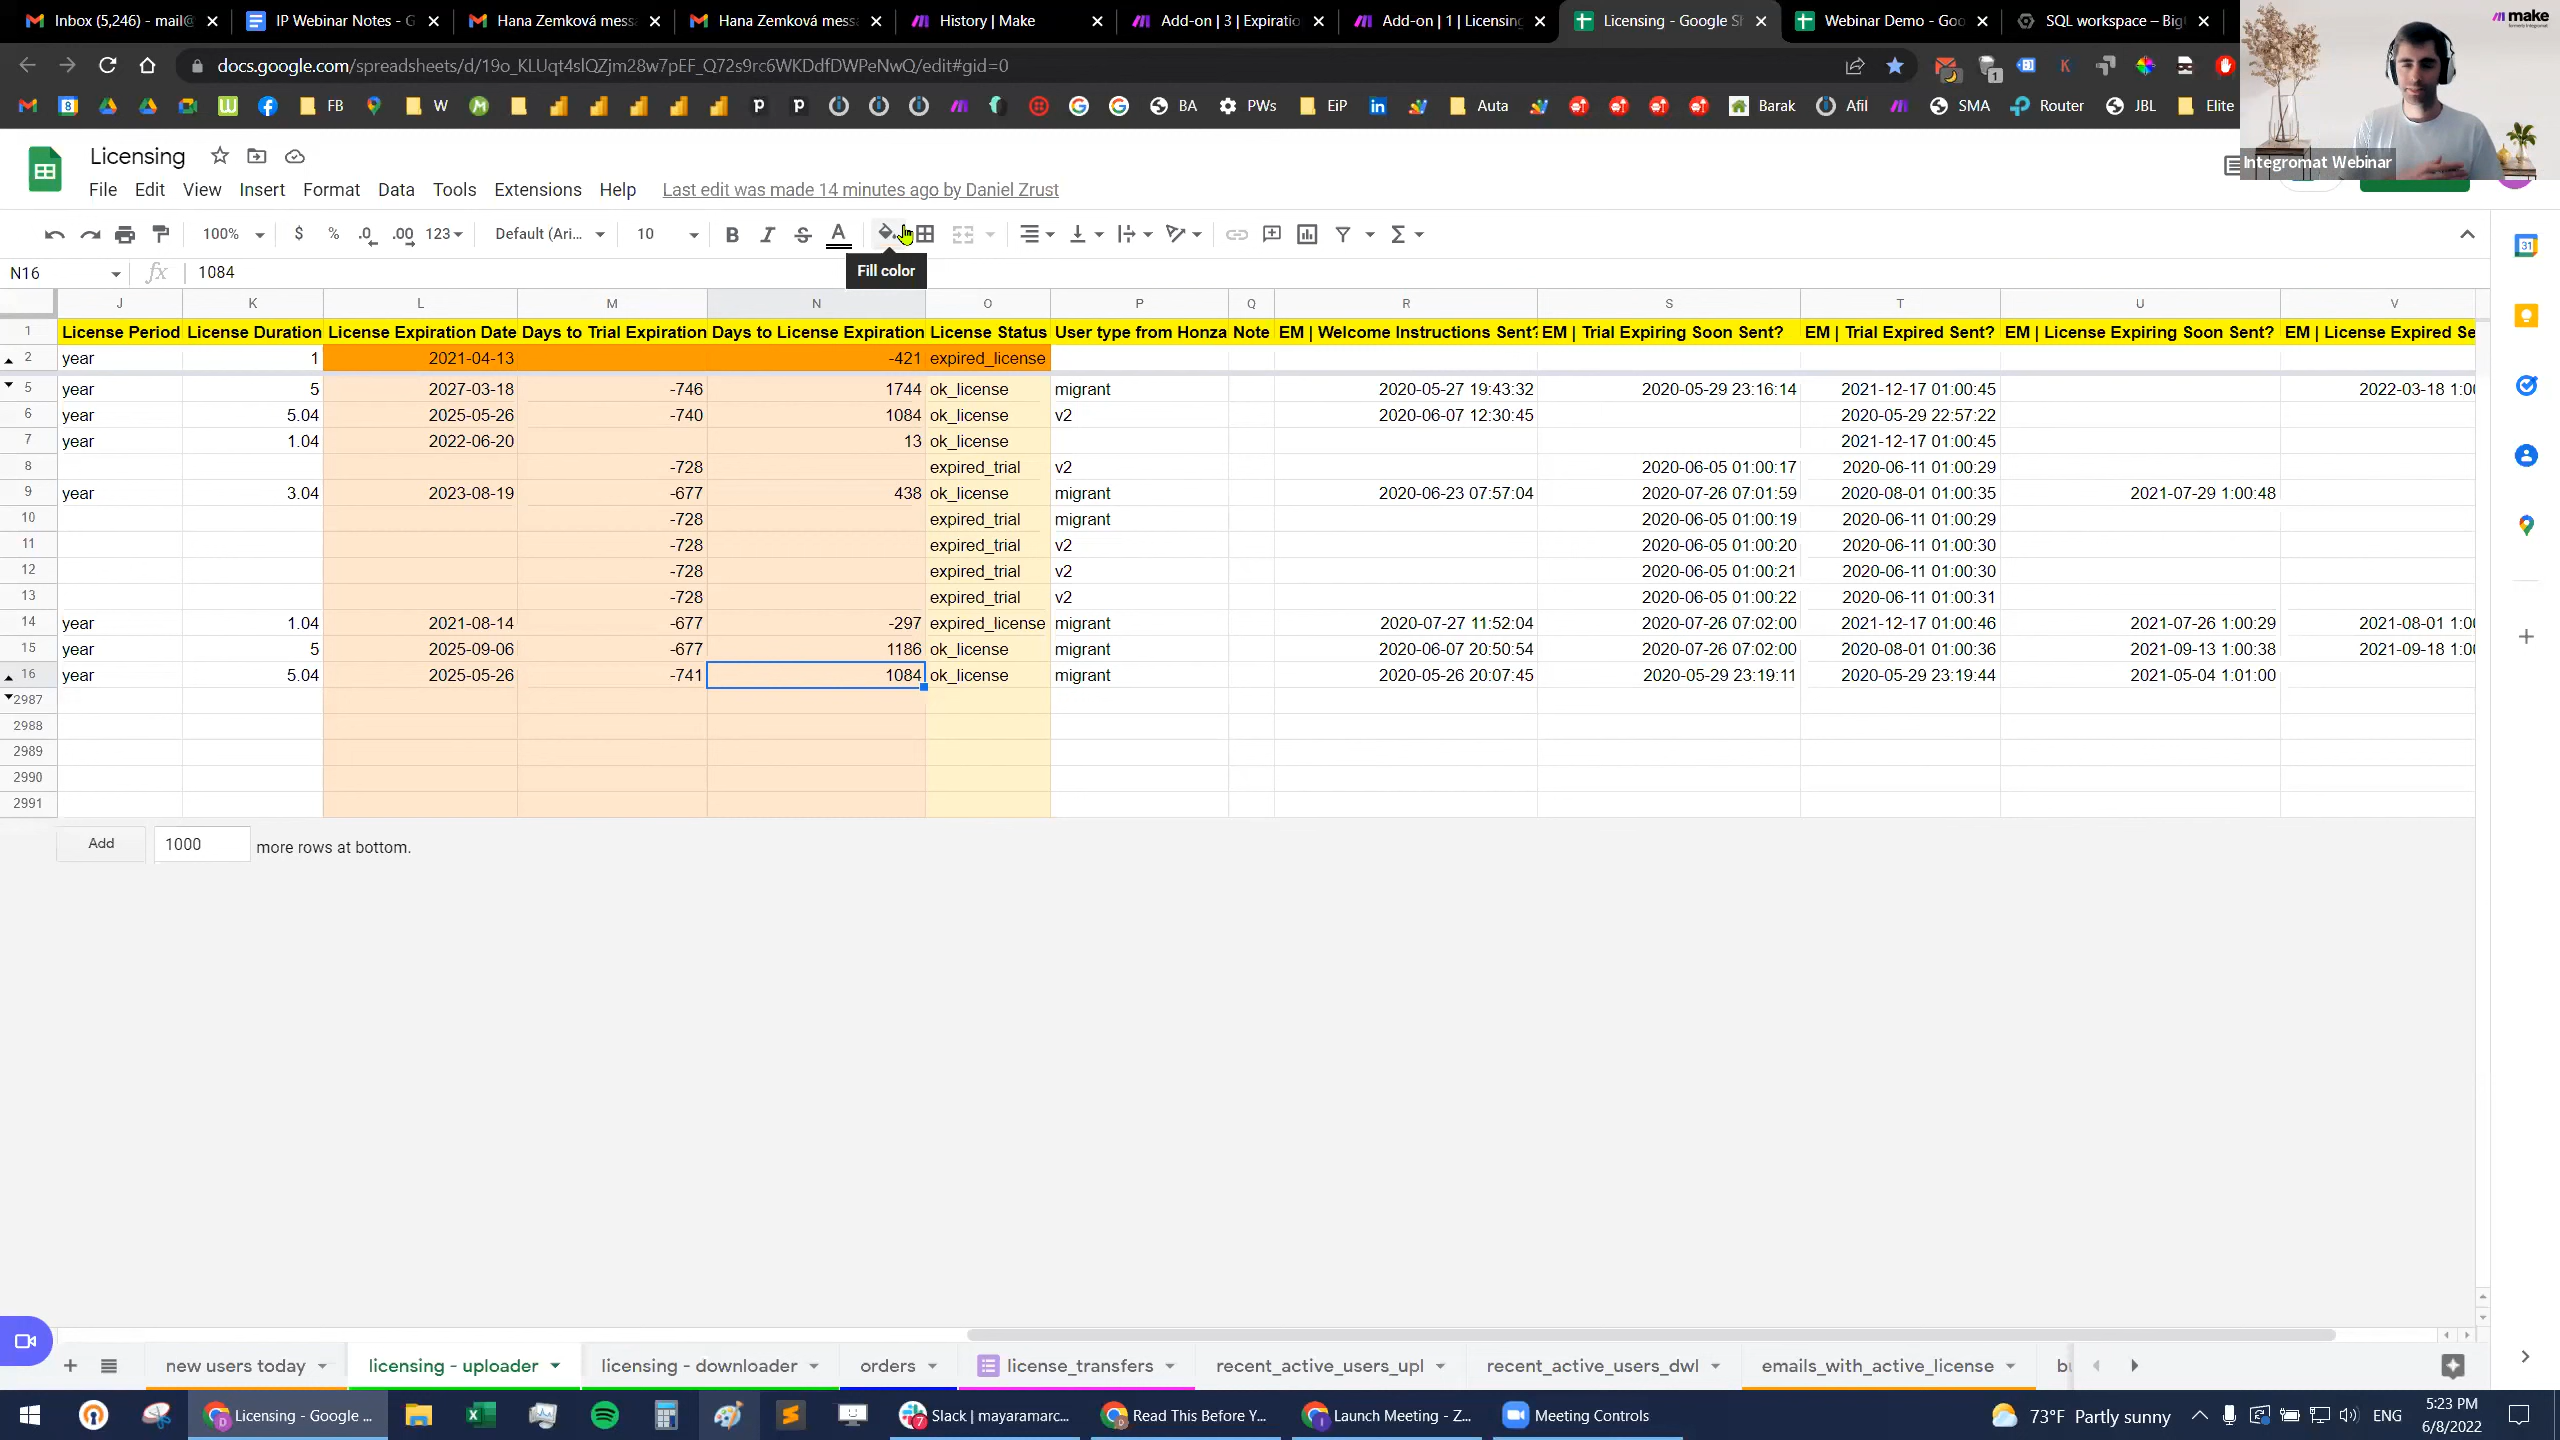 Inbox (5,246) - mail@ IP Webinar Notes - G Hana Zemková mess Hana Zemková mess History | Make Add-on | 3 | Expiratio Add-on | 1 | Licensing Licensing - Google Sh Webinar Demo - Goo SQL workspace – Big
make
docs.google.com/spreadsheets/d/19o_KLUqt4slQZjm28w7pEF_Q72s9rc6WKDdfDWPeNwQ/edit#gid=0
FB W BA PWs EiP Auta Barak Afil SMA Router JBL Elite
Integromat Webinar
Licensing
File Edit View Insert Format Data Tools Extensions Help Last edit was made 14 minutes ago by Daniel Zrust
100% $ % .0 .00 123 Default (Ari... 10 B I S A
N16 fx 1084
Fill color
J K L M N O P Q R S T U V
1 License Period License Duration License Expiration Date Days to Trial Expiration Days to License Expiration License Status User type from Honza Note EM | Welcome Instructions Sent? EM | Trial Expiring Soon Sent? EM | Trial Expired Sent? EM | License Expiring Soon Sent? EM | License Expired Se
2 year 1 2021-04-13 -421 expired_license
5 year 5 2027-03-18 -746 1744 ok_license migrant 2020-05-27 19:43:32 2020-05-29 23:16:14 2021-12-17 01:00:45 2022-03-18 1:00
6 year 5.04 2025-05-26 -740 1084 ok_license v2 2020-06-07 12:30:45 2020-05-29 22:57:22
7 year 1.04 2022-06-20 13 ok_license 2021-12-17 01:00:45
8 -728 expired_trial v2 2020-06-05 01:00:17 2020-06-11 01:00:29
9 year 3.04 2023-08-19 -677 438 ok_license migrant 2020-06-23 07:57:04 2020-07-26 07:01:59 2020-08-01 01:00:35 2021-07-29 1:00:48
10 -728 expired_trial migrant 2020-06-05 01:00:19 2020-06-11 01:00:29
11 -728 expired_trial v2 2020-06-05 01:00:20 2020-06-11 01:00:30
12 -728 expired_trial v2 2020-06-05 01:00:21 2020-06-11 01:00:30
13 -728 expired_trial v2 2020-06-05 01:00:22 2020-06-11 01:00:31
14 year 1.04 2021-08-14 -677 -297 expired_license migrant 2020-07-27 11:52:04 2020-07-26 07:02:00 2021-12-17 01:00:46 2021-07-26 1:00:29 2021-08-01 1:00
15 year 5 2025-09-06 -677 1186 ok_license migrant 2020-06-07 20:50:54 2020-07-26 07:02:00 2020-08-01 01:00:36 2021-09-13 1:00:38 2021-09-18 1:00
16 year 5.04 2025-05-26 -741 1084 ok_license migrant 2020-05-26 20:07:45 2020-05-29 23:19:11 2020-05-29 23:19:44 2021-05-04 1:01:00
2987
2988
2989
2990
2991
Add 1000 more rows at bottom.
new users today licensing - uploader licensing - downloader orders license_transfers recent_active_users_upl recent_active_users_dwl emails_with_active_license
Licensing - Google ... Slack | mayaramarc... Read This Before Y... Launch Meeting - Z... Meeting Controls 73°F Partly sunny ENG 5:23 PM
6/8/2022